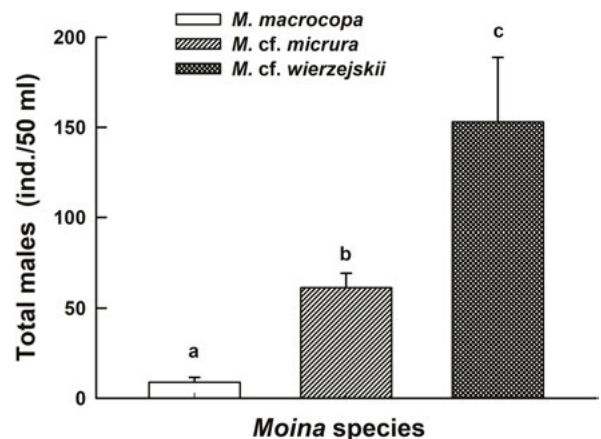 M. macrocopa
M. cf. micrura
M. cf. wierzejskii
200
150
100
50
0
Total males (ind./50 ml)
a
b
c
Moina species